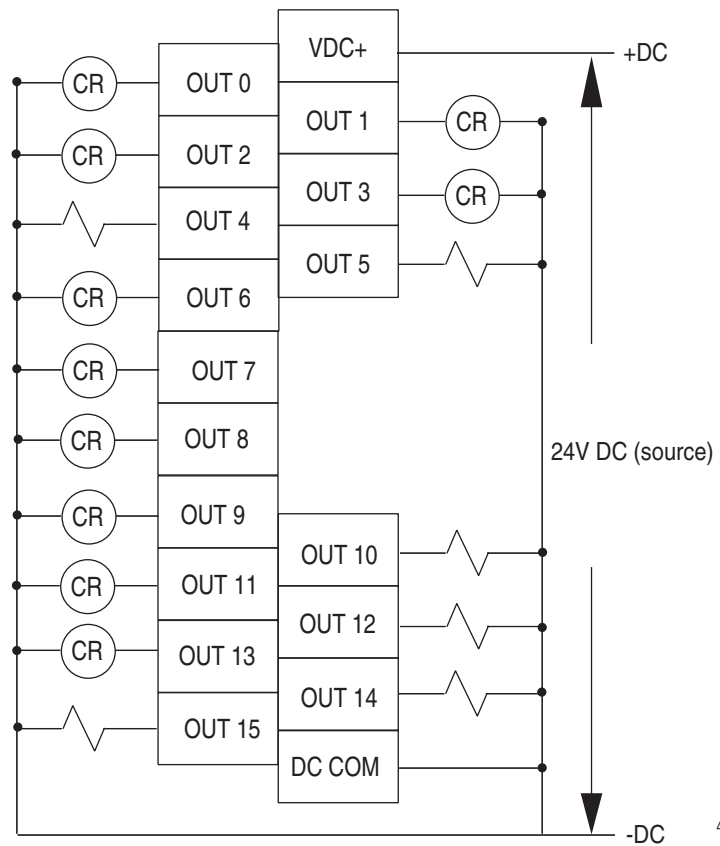 VDC+
+DC
CR
OUT 0
OUT 1
CR
CR
OUT 2
OUT 3
CR
OUT 4
OUT 5
CR
OUT 6
CR
OUT 7
CR
OUT 8
24V DC (source)
CR
OUT 9
OUT 10
CR
OUT 11
OUT 12
CR
OUT 13
OUT 14
OUT 15
DC COM
-DC